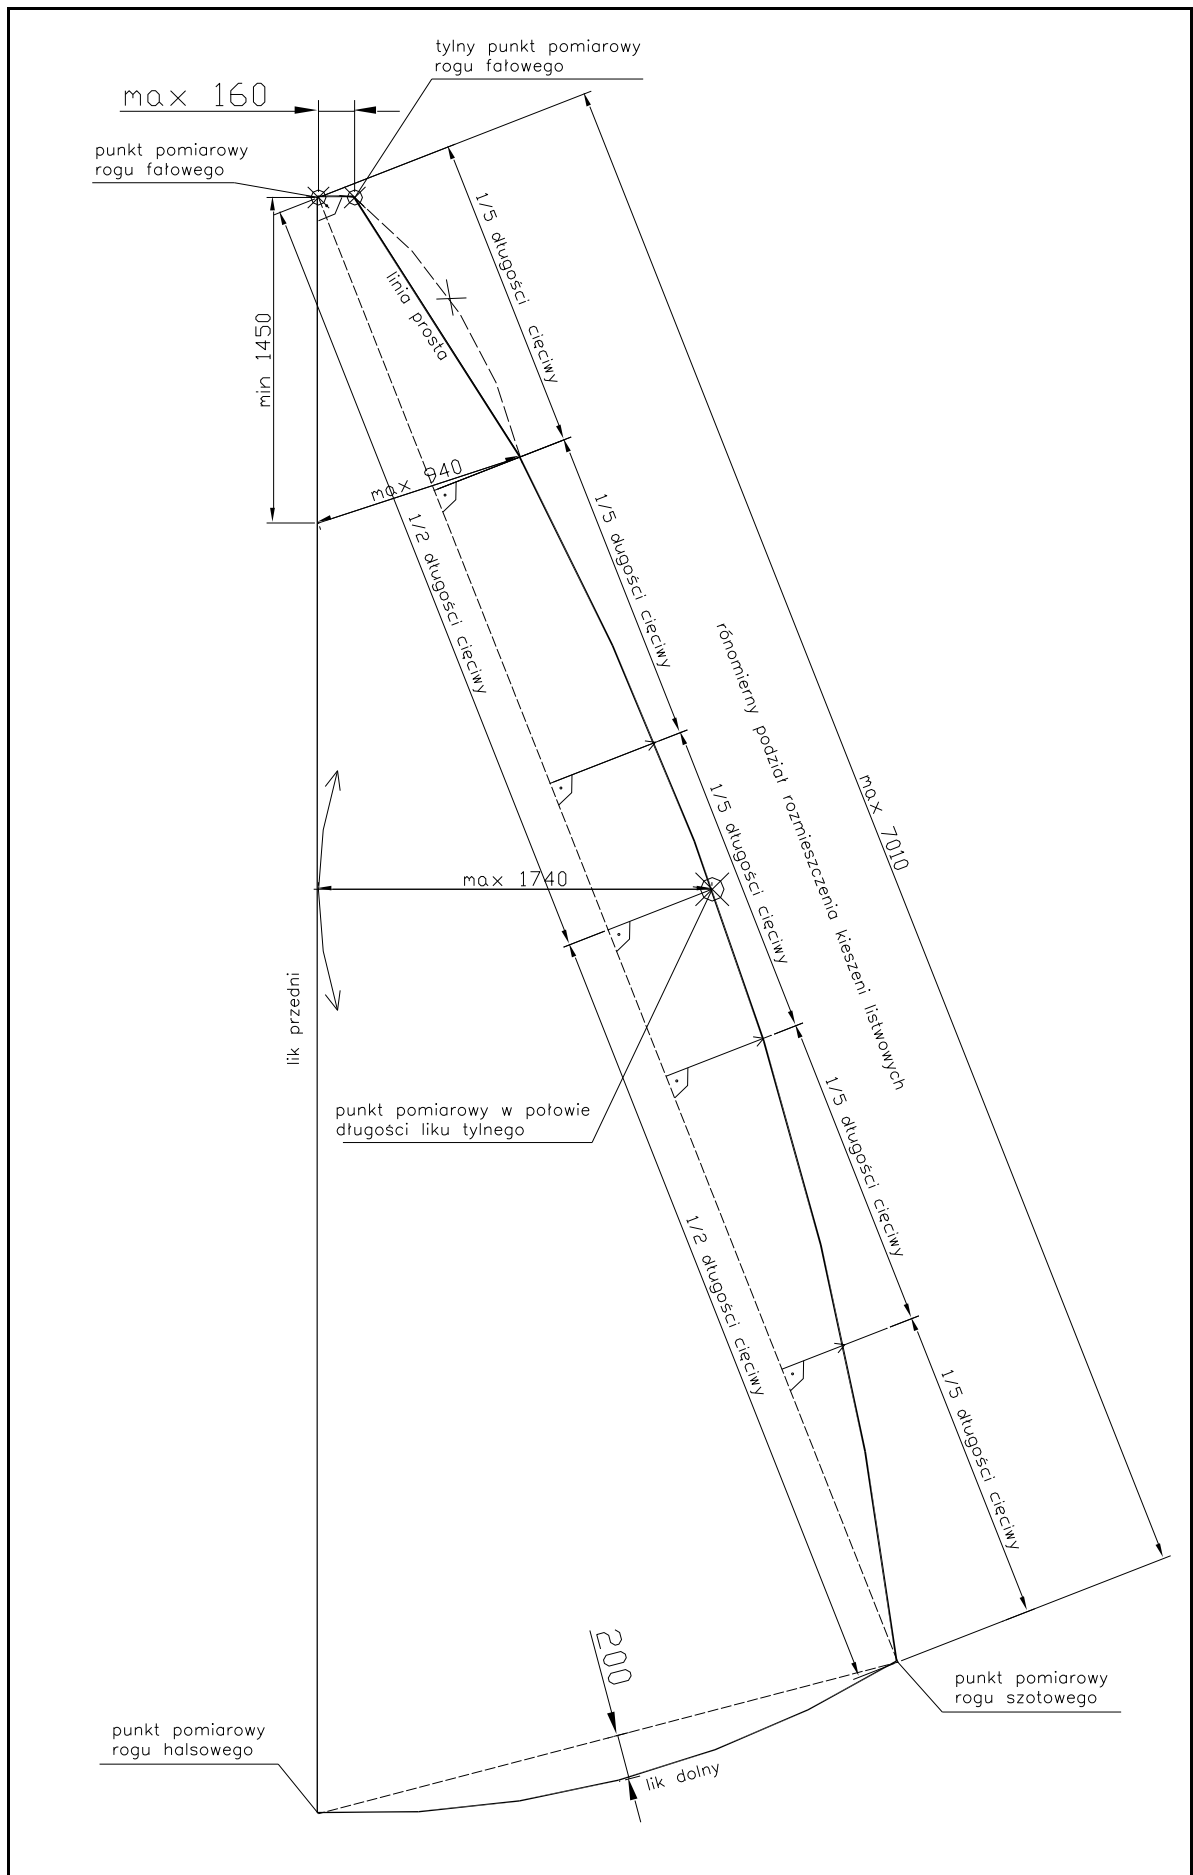 tylny punkt pomiarowy
rogu fałowego
max 160
punkt pomiarowy
rogu fałowego
1/5 długości cięciwy
linia prosta
min 1450
max 940
1/2 długości cięciwy
1/5 dugości cięciwy
rónomierny podział rozmieszczenia kieszeni listwowych
max 7010
1/5 długości cięciwy
max 1740
lik przedni
punkt pomiarowy w połowie
długości liku tylnego
1/5 długości cięciwy
1/2 długości cięciwy
1/5 długości cięciwy
200
punkt pomiarowy
rogu szotowego
punkt pomiarowy
rogu halsowego
lik dolny